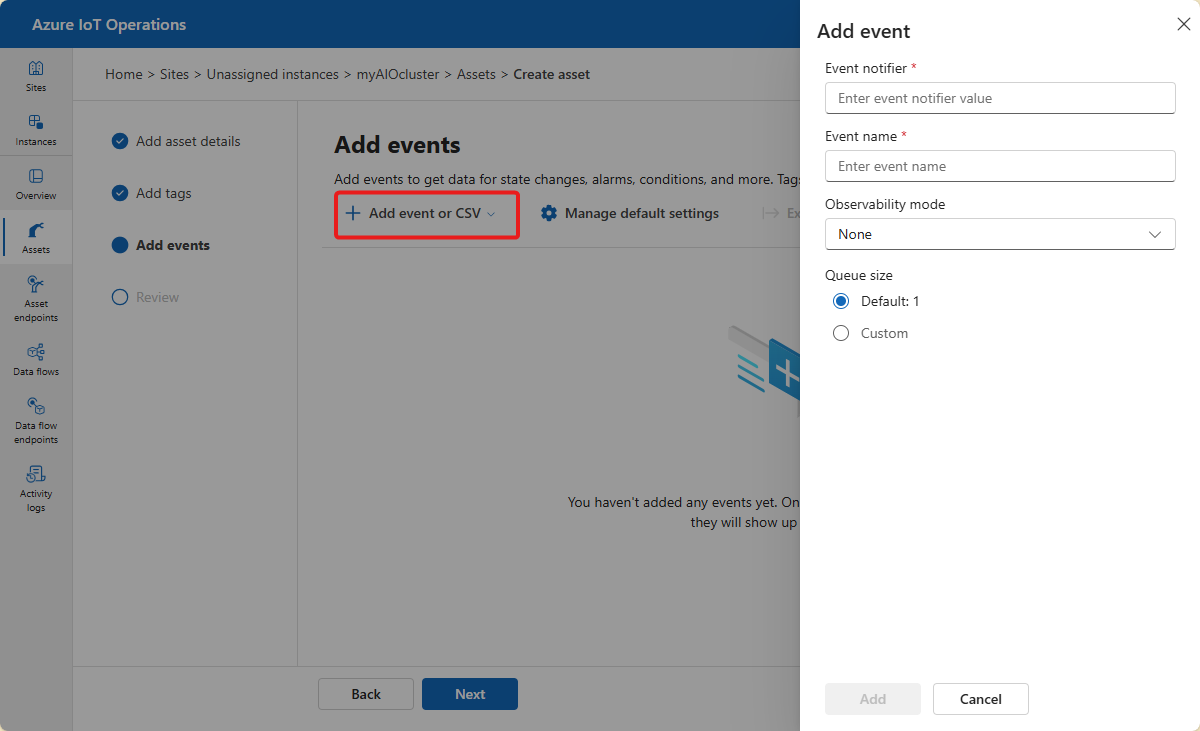 Azure IoT Operations
Sites
Instances
Overview
Assets
Asset
endpoints
Data flows
Data flow
endpoints
Activity
logs
Home > Sites > Unassigned instances > myAIOcluster > Assets > Create asset
Add asset details
Add tags
Add events
Review
Add events
Add events to get data for state changes, alarms, conditions, and more. Tags
Add event or CSV
Manage default settings
Ex
You haven't added any events yet. On
they will show up
Back
Next
Add event
Event notifier *
Enter event notifier value
Event name *
Enter event name
Observability mode
None
Queue size
Default: 1
Custom
Add
Cancel